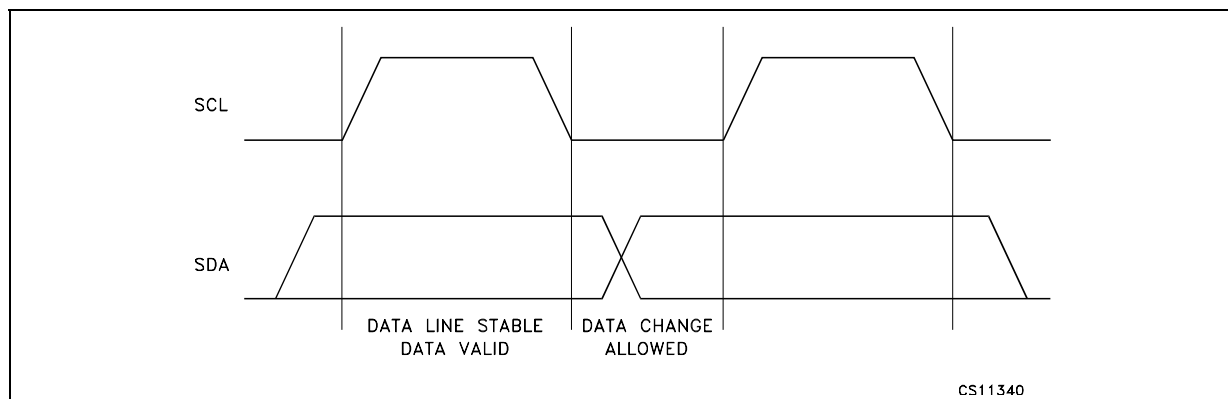 SCL
SDA
DATA LINE STABLE
DATA VALID
DATA CHANGE
ALLOWED
CS11340